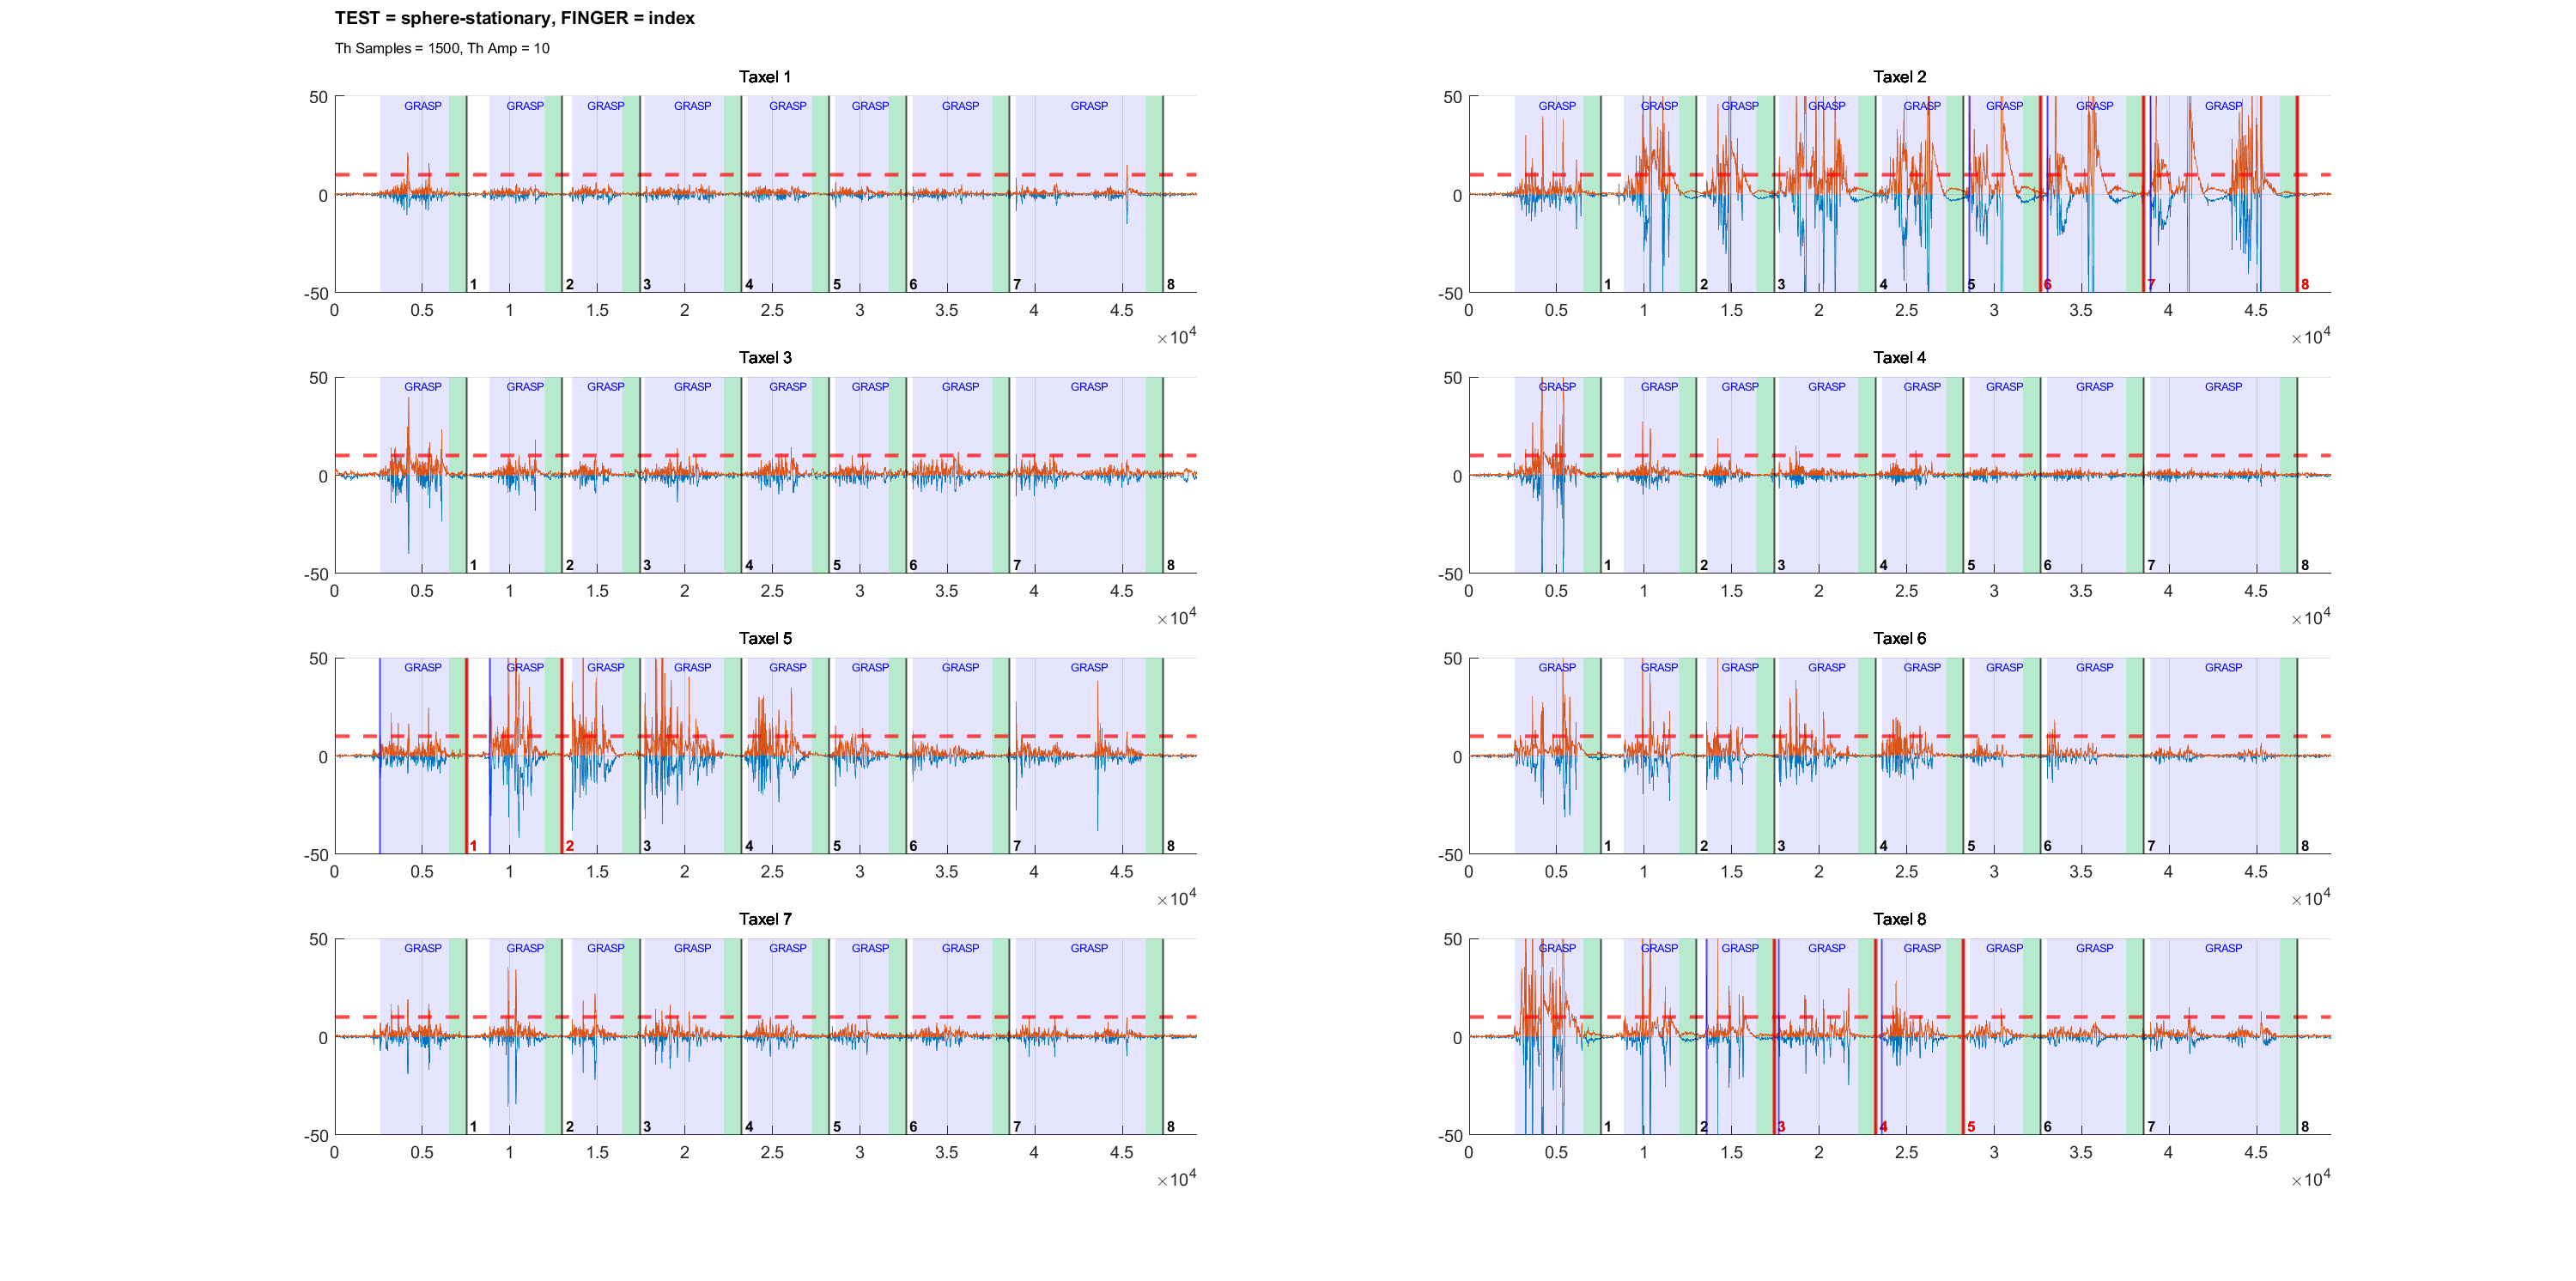 TEST = sphere-stationary, FINGER = index
Th Samples = 1500, Th Amp = 10
Taxel 1
50
0
-50
GRASP GRASP GRASP GRASP GRASP GRASP GRASP GRASP
1 2 3 4 5 6 7 8
0 0.5 1 1.5 2 2.5 3 3.5 4 4.5
×10^4
Taxel 2
50
0
-50
GRASP GRASP GRASP GRASP GRASP GRASP GRASP GRASP
1 2 3 4 5 6 7 8
0 0.5 1 1.5 2 2.5 3 3.5 4 4.5
×10^4
Taxel 3
50
0
-50
GRASP GRASP GRASP GRASP GRASP GRASP GRASP GRASP
1 2 3 4 5 6 7 8
0 0.5 1 1.5 2 2.5 3 3.5 4 4.5
×10^4
Taxel 4
50
0
-50
GRASP GRASP GRASP GRASP GRASP GRASP GRASP GRASP
1 2 3 4 5 6 7 8
0 0.5 1 1.5 2 2.5 3 3.5 4 4.5
×10^4
Taxel 5
50
0
-50
GRASP GRASP GRASP GRASP GRASP GRASP GRASP GRASP
1 2 3 4 5 6 7 8
0 0.5 1 1.5 2 2.5 3 3.5 4 4.5
×10^4
Taxel 6
50
0
-50
GRASP GRASP GRASP GRASP GRASP GRASP GRASP GRASP
1 2 3 4 5 6 7 8
0 0.5 1 1.5 2 2.5 3 3.5 4 4.5
×10^4
Taxel 7
50
0
-50
GRASP GRASP GRASP GRASP GRASP GRASP GRASP GRASP
1 2 3 4 5 6 7 8
0 0.5 1 1.5 2 2.5 3 3.5 4 4.5
×10^4
Taxel 8
50
0
-50
GRASP GRASP GRASP GRASP GRASP GRASP GRASP GRASP
1 2 3 4 5 6 7 8
0 0.5 1 1.5 2 2.5 3 3.5 4 4.5
×10^4